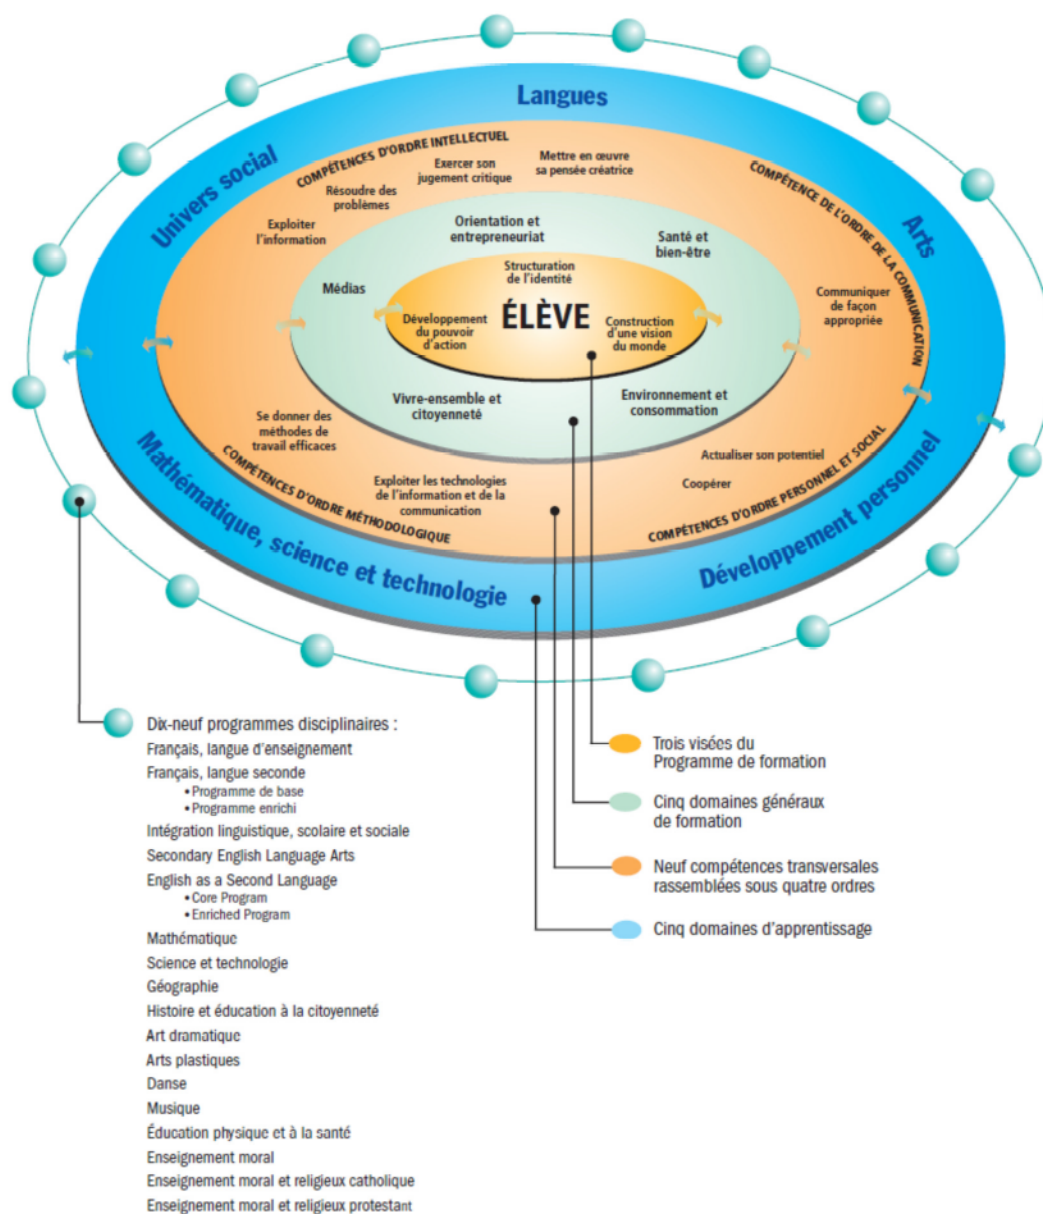 Langues
Univers social
Arts
COMPÉTENCES D'ORDRE INTELLECTUEL
COMPÉTENCE DE L'ORDRE DE LA COMMUNICATION
Mettre en œuvre
sa pensée créatrice
Exercer son
jugement critique
Résoudre des
problèmes
Exploiter
l'information
Orientation et
entrepreneuriat
Santé et
bien-être
Structuration
de l'identité
Médias
ÉLÈVE
Communiquer
de façon
appropriée
Développement
du pouvoir
d'action
Construction
d'une vision
du monde
Vivre-ensemble et
citoyenneté
Environnement et
consommation
Se donner des
méthodes de
travail efficaces
Actualiser son potentiel
Exploiter les technologies
de l'information et de la
communication
Coopérer
COMPÉTENCES D'ORDRE MÉTHODOLOGIQUE
COMPÉTENCES D'ORDRE PERSONNEL ET SOCIAL
Mathématique, science et technologie
Développement personnel
Dix-neuf programmes disciplinaires :
Français, langue d'enseignement
Français, langue seconde
• Programme de base
• Programme enrichi
Intégration linguistique, scolaire et sociale
Secondary English Language Arts
English as a Second Language
• Core Program
• Enriched Program
Mathématique
Science et technologie
Géographie
Histoire et éducation à la citoyenneté
Art dramatique
Arts plastiques
Danse
Musique
Éducation physique et à la santé
Enseignement moral
Enseignement moral et religieux catholique
Enseignement moral et religieux protestant
Trois visées du
Programme de formation
Cinq domaines généraux
de formation
Neuf compétences transversales
rassemblées sous quatre ordres
Cinq domaines d'apprentissage